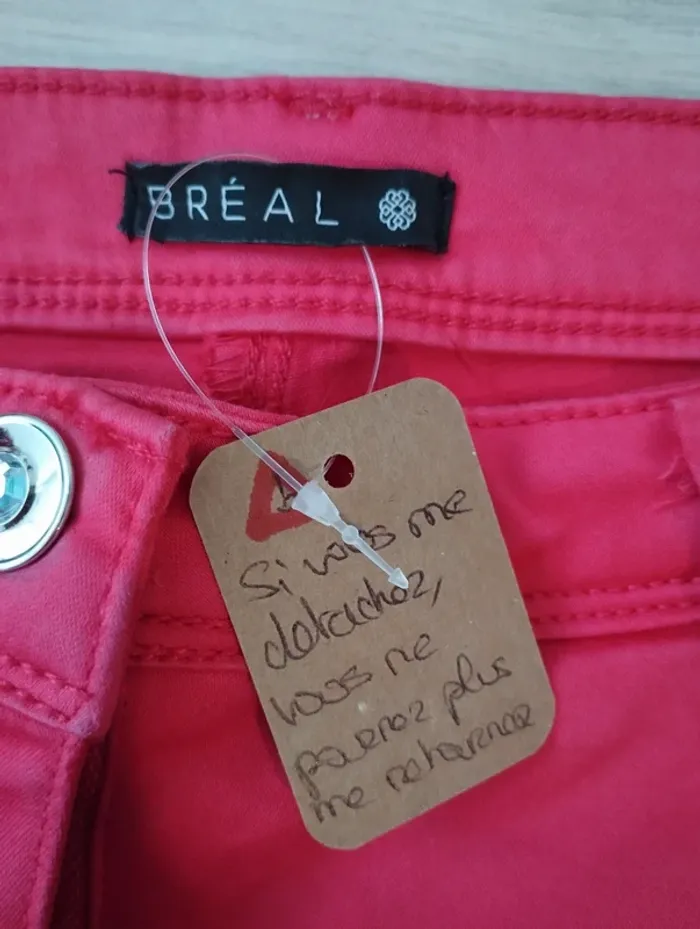 BRÉAL
Si vous me
detachez,
vous ne
pourrez plus
me retourner